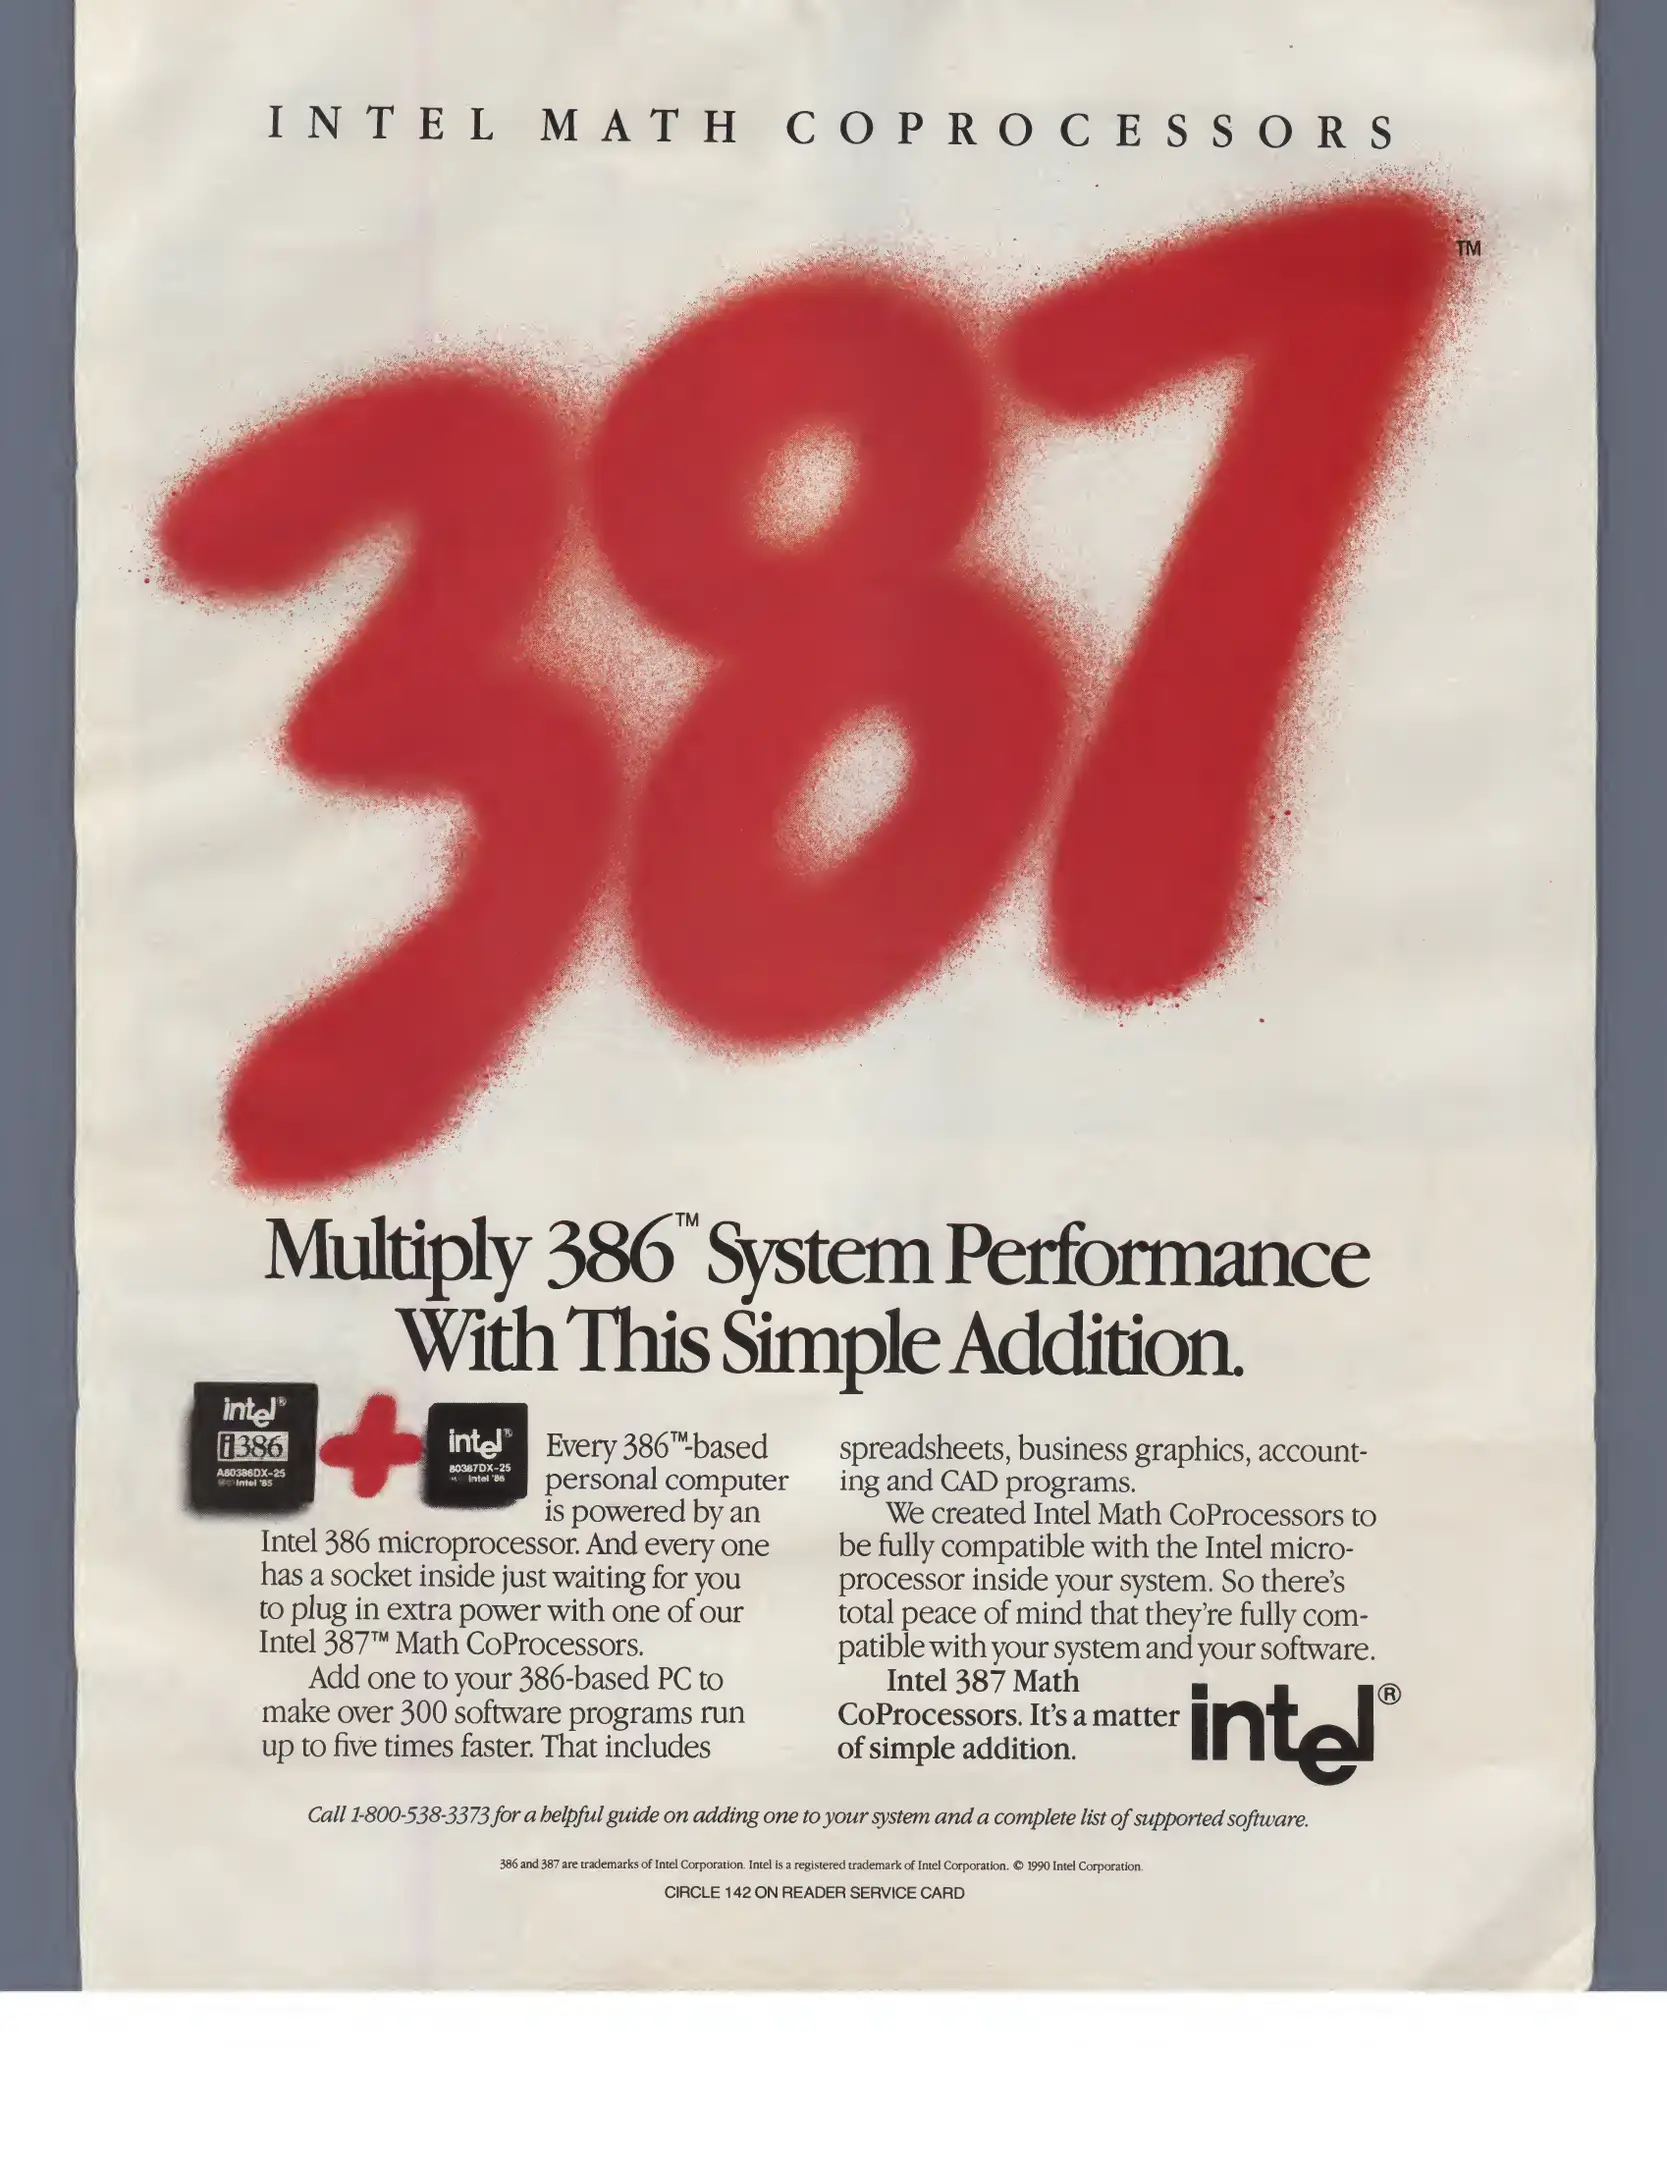 INTEL MATH COPROCESSORS
387™
Multiply 386™ System Performance
With This Simple Addition.
intel®
i386
A80386DX-25
Intel '85
intel®
80387DX-25
Intel '86
Every 386™-based
personal computer
is powered by an
Intel 386 microprocessor. And every one
has a socket inside just waiting for you
to plug in extra power with one of our
Intel 387™ Math CoProcessors.
Add one to your 386-based PC to
make over 300 software programs run
up to five times faster. That includes
spreadsheets, business graphics, account-
ing and CAD programs.
We created Intel Math CoProcessors to
be fully compatible with the Intel micro-
processor inside your system. So there's
total peace of mind that they're fully com-
patible with your system and your software.
Intel 387 Math
CoProcessors. It's a matter
of simple addition.
intel®
Call 1-800-538-3373 for a helpful guide on adding one to your system and a complete list of supported software.
386 and 387 are trademarks of Intel Corporation. Intel is a registered trademark of Intel Corporation. © 1990 Intel Corporation.
CIRCLE 142 ON READER SERVICE CARD